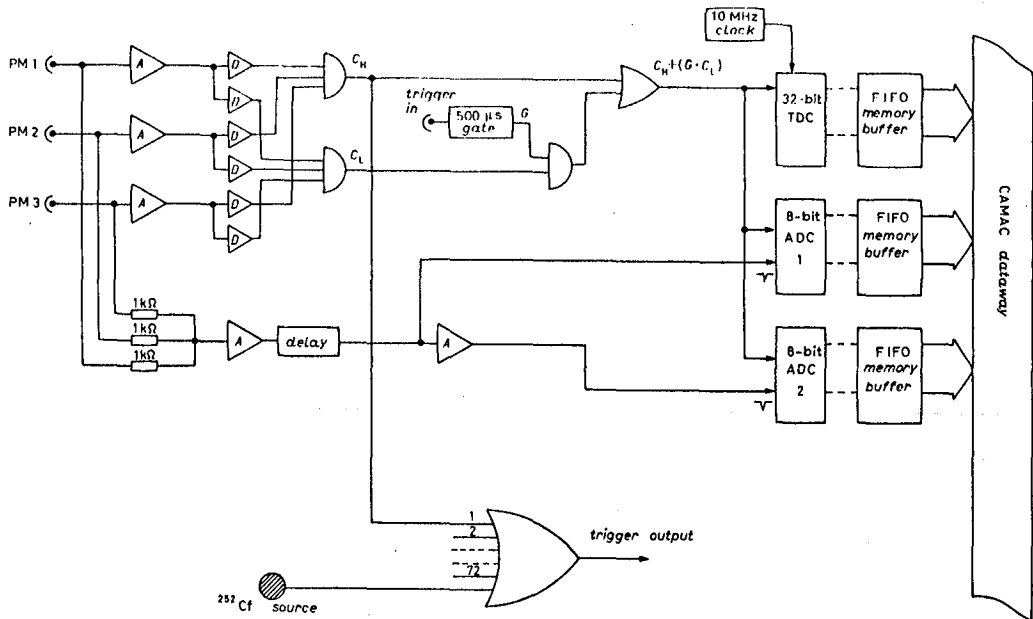 10 MHz
clock
PM 1
A
D
C_H
C_H+(G·C_L)
D
trigger
in
500 µs
gate
G
32-bit
TDC
FIFO
memory
buffer
PM 2
A
D
D
C_L
PM 3
A
D
D
8-bit
ADC
1
FIFO
memory
buffer
CAMAC dataway
1kΩ
1kΩ
1kΩ
A
delay
A
8-bit
ADC
2
FIFO
memory
buffer
1
2
72
trigger output
²⁵²Cf source